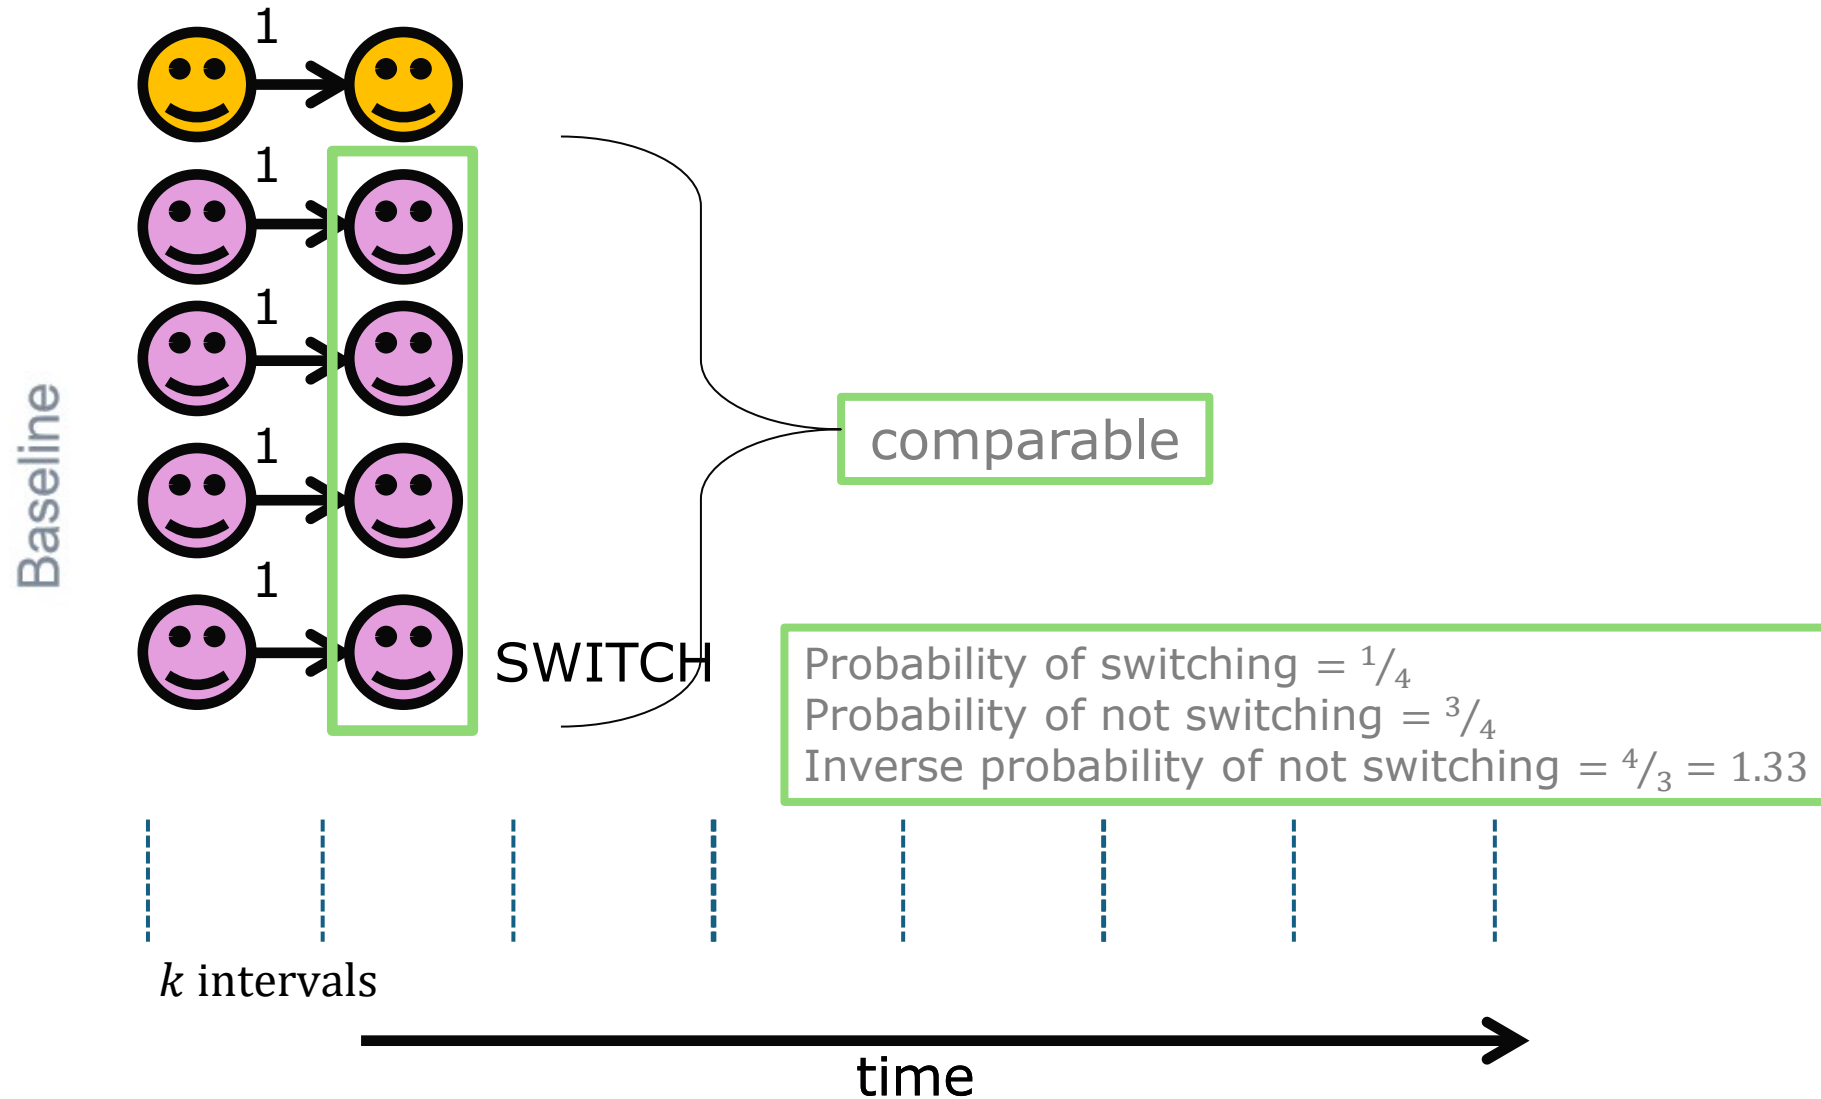 1
1
1
1
1
Baseline
comparable
SWITCH
Probability of switching = 1/4
Probability of not switching = 3/4
Inverse probability of not switching = 4/3 = 1.33
k intervals
time